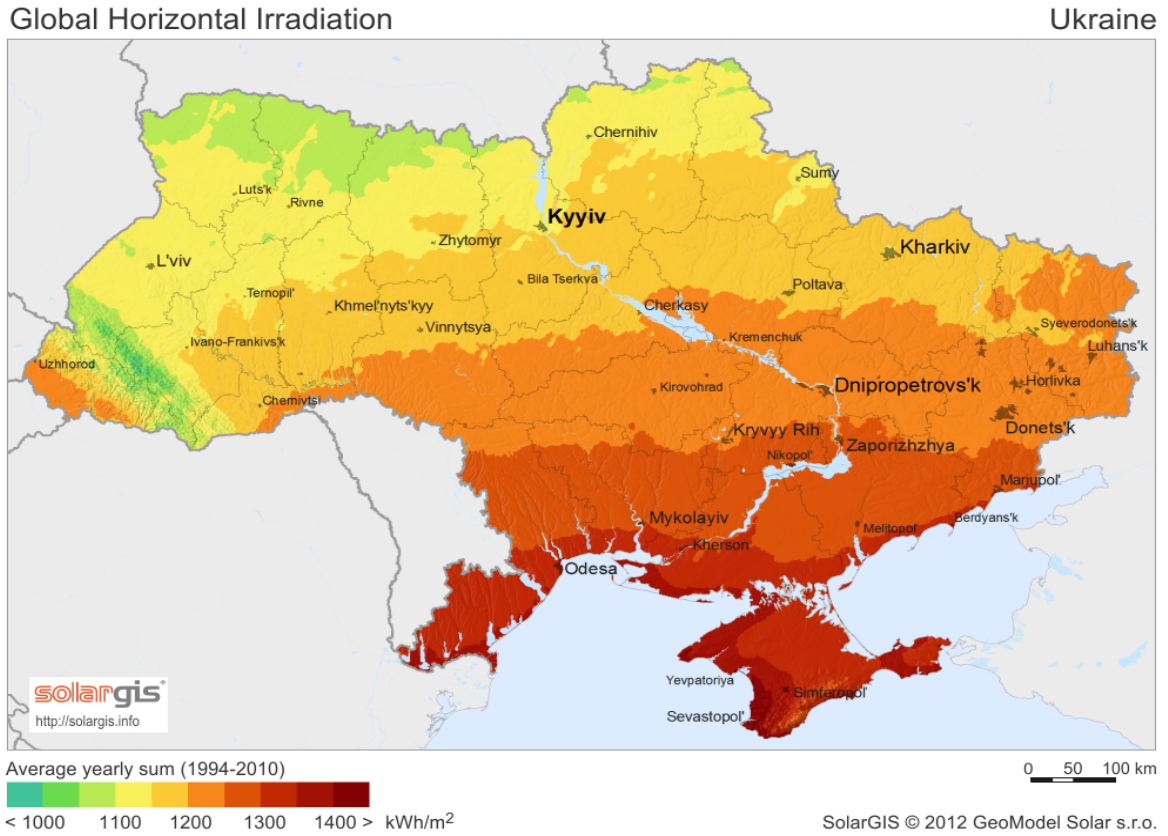 Global Horizontal Irradiation
Ukraine
Chernihiv
Sumy
Luts'k
Rivne
Kyyiv
Zhytomyr
Kharkiv
L'viv
Bila Tserkva
Ternopil'
Khmel'nyts'kyy
Poltava
Cherkasy
Vinnytsya
Syeverodonets'k
Ivano-Frankivs'k
Kremenchuk
Luhans'k
Uzhhorod
Kirovohrad
Dnipropetrovs'k
Horlivka
Chernivtsi
Kryvyy Rih
Donets'k
Zaporizhzhya
Nikopol'
Marjupol'
Mykolayiv
Melitopol'
Berdyans'k
Kherson
Odesa
Yevpatoriya
Simferopol'
Sevastopol'
solargis
http://solargis.info
Average yearly sum (1994-2010)
0 50 100 km
< 1000 1100 1200 1300 1400 > kWh/m²
SolarGIS © 2012 GeoModel Solar s.r.o.